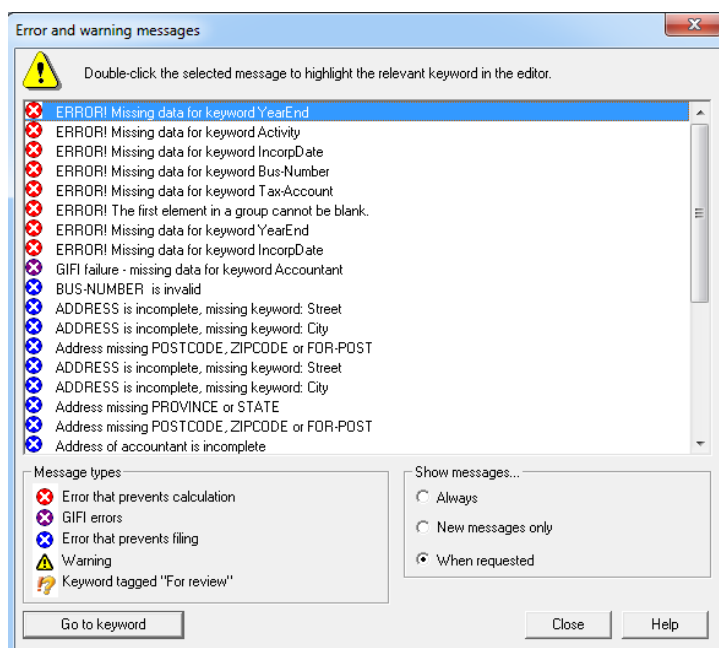 Error and warning messages
Double-click the selected message to highlight the relevant keyword in the editor.
ERROR! Missing data for keyword YearEnd
ERROR! Missing data for keyword Activity
ERROR! Missing data for keyword IncorpDate
ERROR! Missing data for keyword Bus-Number
ERROR! Missing data for keyword Tax-Account
ERROR! The first element in a group cannot be blank.
ERROR! Missing data for keyword YearEnd
ERROR! Missing data for keyword IncorpDate
GIFI failure - missing data for keyword Accountant
BUS-NUMBER is invalid
ADDRESS is incomplete, missing keyword: Street
ADDRESS is incomplete, missing keyword: City
Address missing POSTCODE, ZIPCODE or FOR-POST
ADDRESS is incomplete, missing keyword: Street
ADDRESS is incomplete, missing keyword: City
Address missing PROVINCE or STATE
Address missing POSTCODE, ZIPCODE or FOR-POST
Address of accountant is incomplete
Message types
Error that prevents calculation
GIFI errors
Error that prevents filing
Warning
Keyword tagged "For review"
Show messages...
Always
New messages only
When requested
Go to keyword
Close
Help